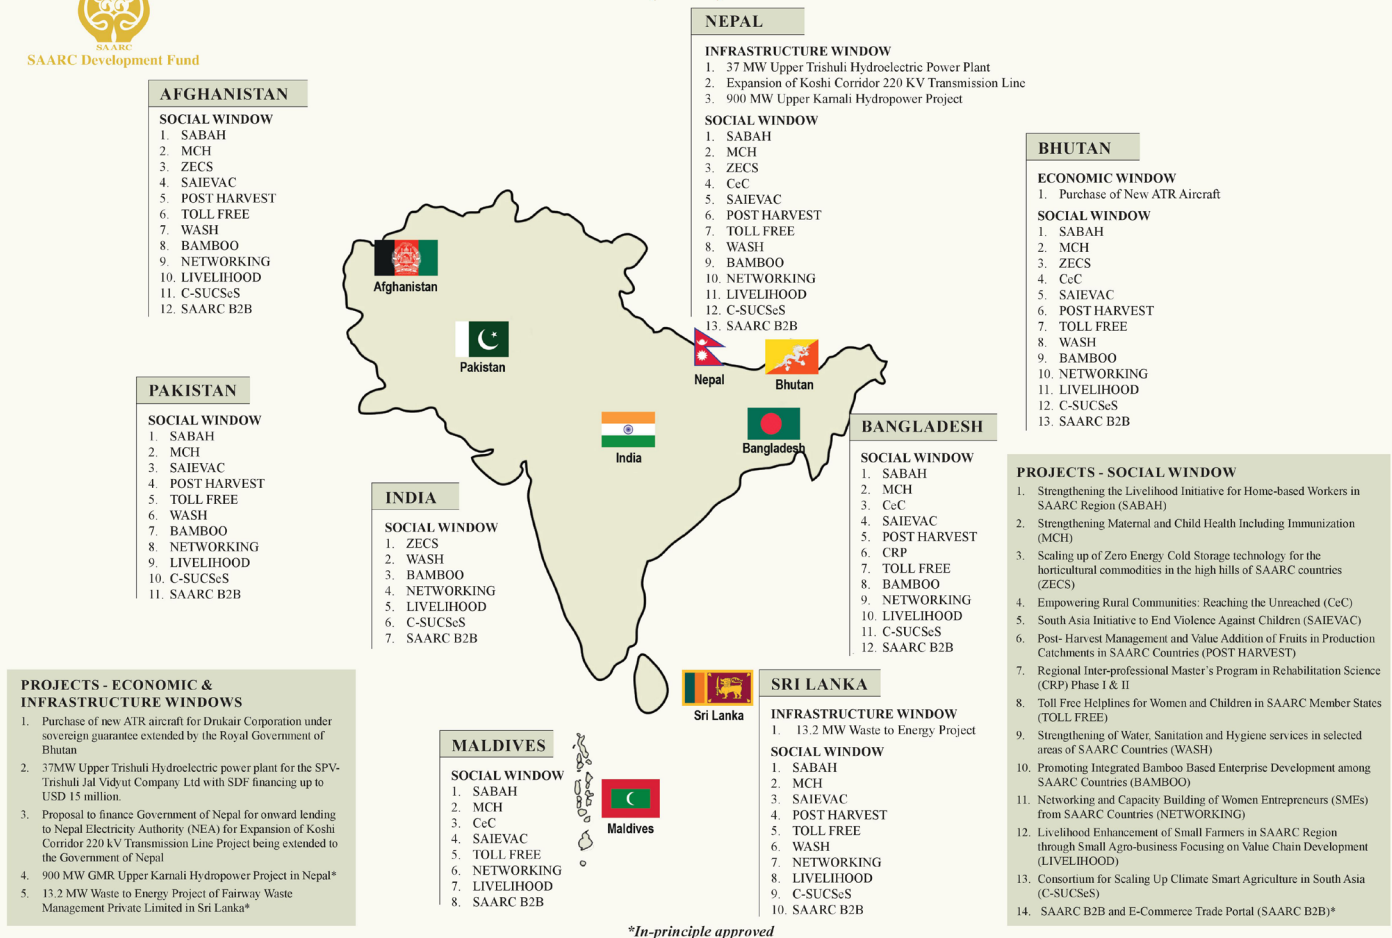 SAARC
SAARC Development Fund
AFGHANISTAN
SOCIAL WINDOW
1. SABAH
2. MCH
3. ZECS
4. SAIEVAC
5. POST HARVEST
6. TOLL FREE
7. WASH
8. BAMBOO
9. NETWORKING
10. LIVELIHOOD
11. C-SUCSeS
12. SAARC B2B
NEPAL
INFRASTRUCTURE WINDOW
1. 37 MW Upper Trishuli Hydroelectric Power Plant
2. Expansion of Koshi Corridor 220 KV Transmission Line
3. 900 MW Upper Karnali Hydropower Project
SOCIAL WINDOW
1. SABAH
2. MCH
3. ZECS
4. CeC
5. SAIEVAC
6. POST HARVEST
7. TOLL FREE
8. WASH
9. BAMBOO
10. NETWORKING
11. LIVELIHOOD
12. C-SUCSeS
13. SAARC B2B
BHUTAN
ECONOMIC WINDOW
1. Purchase of New ATR Aircraft
SOCIAL WINDOW
1. SABAH
2. MCH
3. ZECS
4. CeC
5. SAIEVAC
6. POST HARVEST
7. TOLL FREE
8. WASH
9. BAMBOO
10. NETWORKING
11. LIVELIHOOD
12. C-SUCSeS
13. SAARC B2B
Afghanistan
Pakistan
Nepal
Bhutan
India
Bangladesh
Sri Lanka
Maldives
PAKISTAN
SOCIAL WINDOW
1. SABAH
2. MCH
3. SAIEVAC
4. POST HARVEST
5. TOLL FREE
6. WASH
7. BAMBOO
8. NETWORKING
9. LIVELIHOOD
10. C-SUCSeS
11. SAARC B2B
INDIA
SOCIAL WINDOW
1. ZECS
2. WASH
3. BAMBOO
4. NETWORKING
5. LIVELIHOOD
6. C-SUCSeS
7. SAARC B2B
BANGLADESH
SOCIAL WINDOW
1. SABAH
2. MCH
3. CeC
4. SAIEVAC
5. POST HARVEST
6. CRP
7. TOLL FREE
8. BAMBOO
9. NETWORKING
10. LIVELIHOOD
11. C-SUCSeS
12. SAARC B2B
PROJECTS - SOCIAL WINDOW
1. Strengthening the Livelihood Initiative for Home-based Workers in
SAARC Region (SABAH)
2. Strengthening Maternal and Child Health Including Immunization
(MCH)
3. Scaling up of Zero Energy Cold Storage technology for the
horticultural commodities in the high hills of SAARC countries
(ZECS)
4. Empowering Rural Communities: Reaching the Unreached (CeC)
5. South Asia Initiative to End Violence Against Children (SAIEVAC)
6. Post- Harvest Management and Value Addition of Fruits in Production
Catchments in SAARC Countries (POST HARVEST)
7. Regional Inter-professional Master's Program in Rehabilitation Science
(CRP) Phase I & II
8. Toll Free Helplines for Women and Children in SAARC Member States
(TOLL FREE)
9. Strengthening of Water, Sanitation and Hygiene services in selected
areas of SAARC Countries (WASH)
10. Promoting Integrated Bamboo Based Enterprise Development among
SAARC Countries (BAMBOO)
11. Networking and Capacity Building of Women Entrepreneurs (SMEs)
from SAARC Countries (NETWORKING)
12. Livelihood Enhancement of Small Farmers in SAARC Region
through Small Agro-business Focusing on Value Chain Development
(LIVELIHOOD)
13. Consortium for Scaling Up Climate Smart Agriculture in South Asia
(C-SUCSeS)
14. SAARC B2B and E-Commerce Trade Portal (SAARC B2B)*
PROJECTS - ECONOMIC &
INFRASTRUCTURE WINDOWS
1. Purchase of new ATR aircraft for Drukair Corporation under
sovereign guarantee extended by the Royal Government of
Bhutan
2. 37MW Upper Trishuli Hydroelectric power plant for the SPV-
Trishuli Jal Vidyut Company Ltd with SDF financing up to
USD 15 million.
3. Proposal to finance Government of Nepal for onward lending
to Nepal Electricity Authority (NEA) for Expansion of Koshi
Corridor 220 kV Transmission Line Project being extended to
the Government of Nepal
4. 900 MW GMR Upper Karnali Hydropower Project in Nepal*
5. 13.2 MW Waste to Energy Project of Fairway Waste
Management Private Limited in Sri Lanka*
MALDIVES
SOCIAL WINDOW
1. SABAH
2. MCH
3. CeC
4. SAIEVAC
5. TOLL FREE
6. NETWORKING
7. LIVELIHOOD
8. SAARC B2B
SRI LANKA
INFRASTRUCTURE WINDOW
1. 13.2 MW Waste to Energy Project
SOCIAL WINDOW
1. SABAH
2. MCH
3. SAIEVAC
4. POST HARVEST
5. TOLL FREE
6. WASH
7. NETWORKING
8. LIVELIHOOD
9. C-SUCSeS
10. SAARC B2B
*In-principle approved